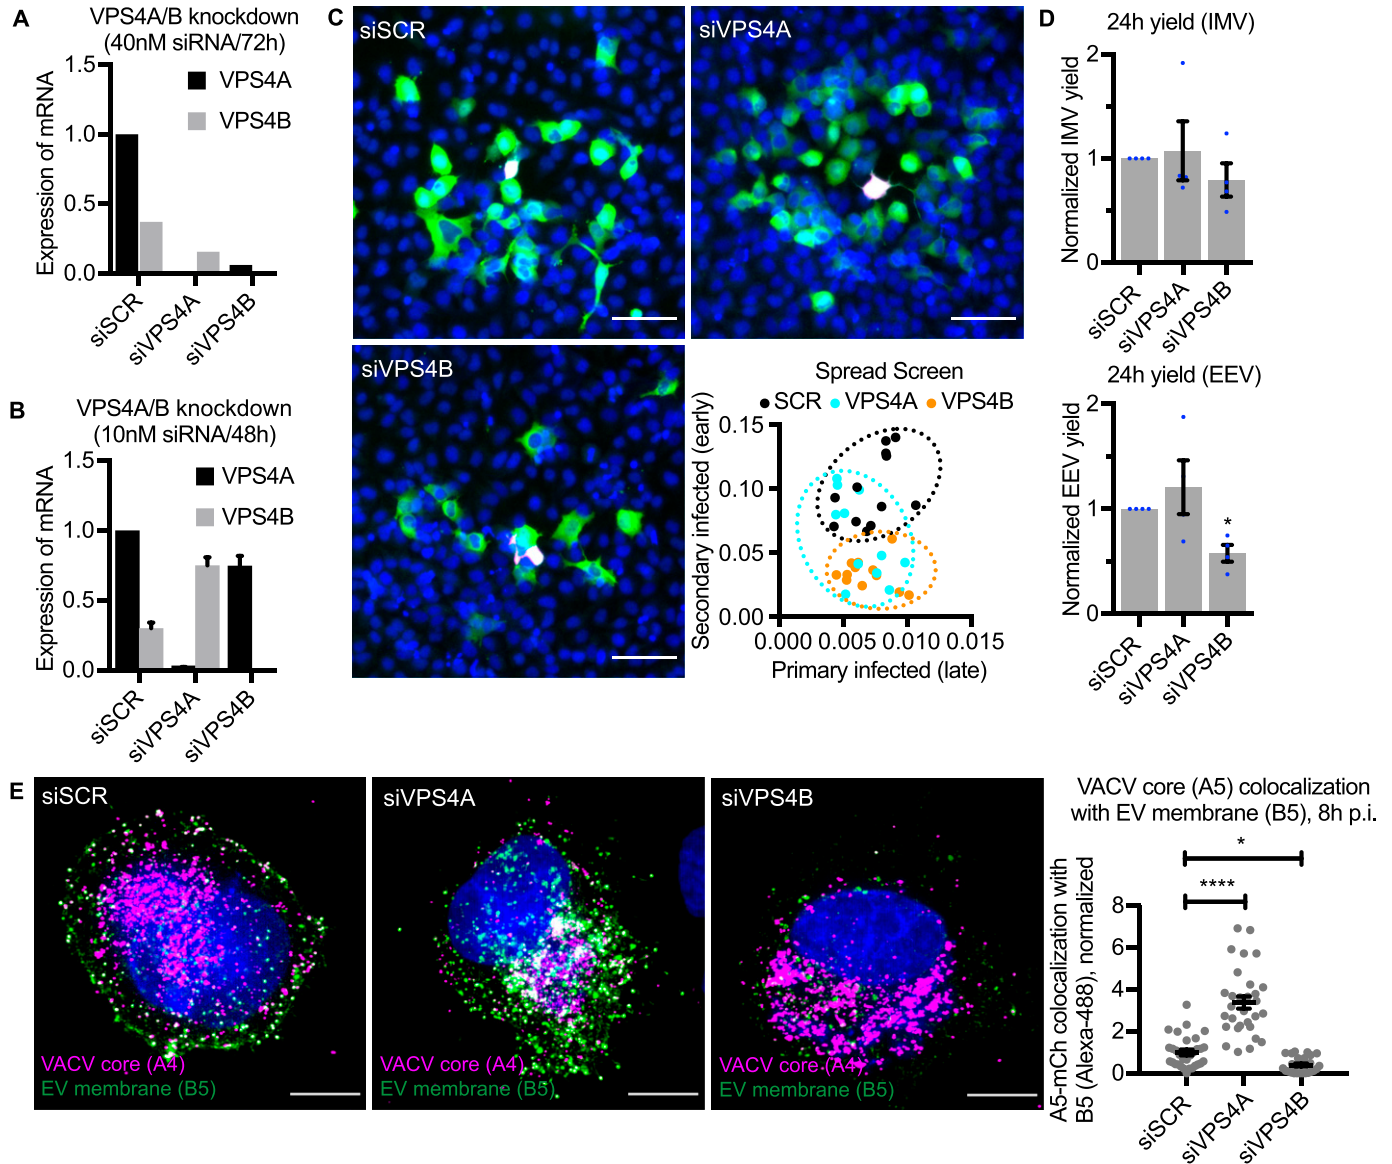 A
VPS4A/B knockdown
(40nM siRNA/72h)
Expression of mRNA
1.5
1.0
0.5
0.0
VPS4A
VPS4B
siSCR
siVPS4A
siVPS4B
B
VPS4A/B knockdown
(10nM siRNA/48h)
Expression of mRNA
1.5
1.0
0.5
0.0
VPS4A
VPS4B
siSCR
siVPS4A
siVPS4B
C
siSCR
siVPS4A
siVPS4B
Spread Screen
SCR VPS4A VPS4B
Secondary infected (early)
0.15
0.10
0.05
0.00
0.000 0.005 0.010 0.015
Primary infected (late)
D
24h yield (IMV)
Normalized IMV yield
2
1
0
siSCR
siVPS4A
siVPS4B
24h yield (EEV)
Normalized EEV yield
2
1
0
*
siSCR
siVPS4A
siVPS4B
E
siSCR
VACV core (A4)
EV membrane (B5)
siVPS4A
VACV core (A4)
EV membrane (B5)
siVPS4B
VACV core (A4)
EV membrane (B5)
VACV core (A5) colocalization
with EV membrane (B5), 8h p.i.
A5-mCh colocalization with
B5 (Alexa-488), normalized
*
****
8
6
4
2
0
siSCR
siVPS4A
siVPS4B